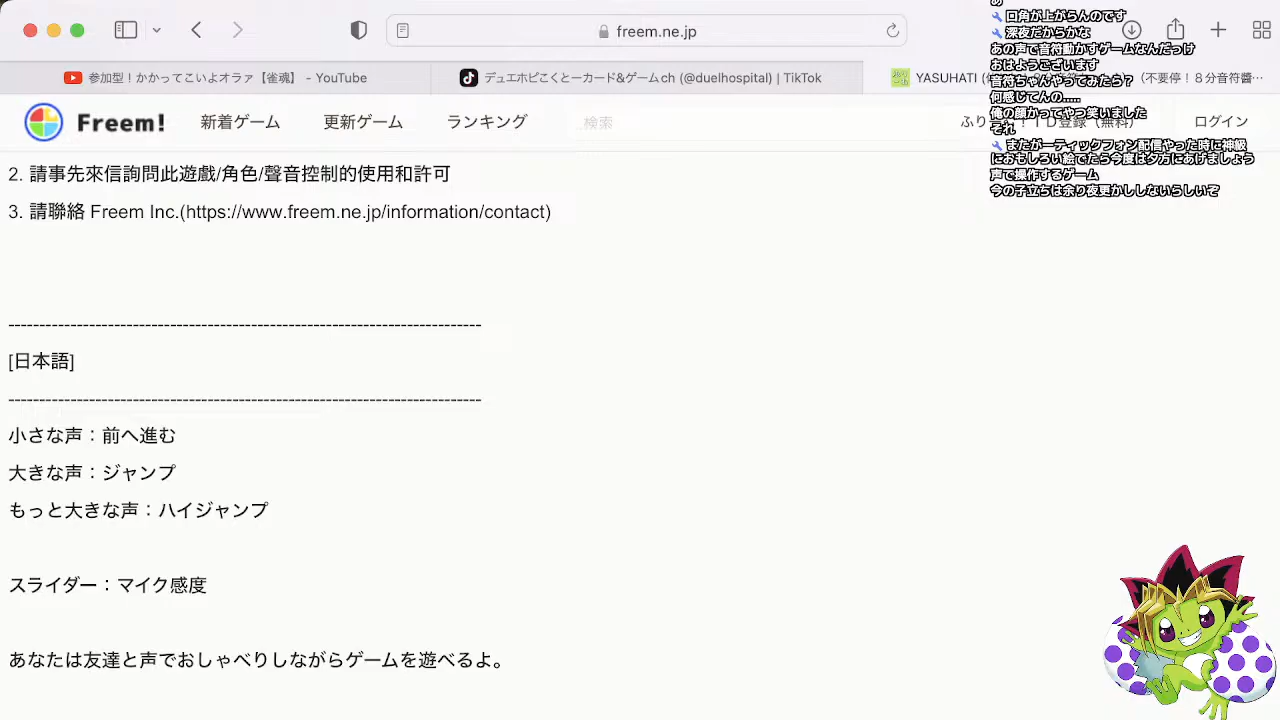 freem.ne.jp
参加型！かかってこいよオラァ【雀魂】 - YouTube
デュエホピこくとーカード&ゲームch (@duelhospital) | TikTok
YASUHATI
（不要停！８分音符醬…
Freem!
新着ゲーム
更新ゲーム
ランキング
検索
ログイン
2. 請事先來信詢問此遊戲/角色/聲音控制的使用和許可
3. 請聯絡 Freem Inc.(https://www.freem.ne.jp/information/contact)
-----------------------------------------------------------------------------
[日本語]
-----------------------------------------------------------------------------
小さな声：前へ進む
大きな声：ジャンプ
もっと大きな声：ハイジャンプ
スライダー：マイク感度
あなたは友達と声でおしゃべりしながらゲームを遊べるよ。
あ
口角が上がらんのです
深夜だからかな
あの声で音符動かすゲームなんだっけ
おはようございます
音符ちゃんやってみたら？
何感じてんの.....
俺の顔かってやつ笑いました
それ
またガーティックフォン配信やった時に神級
におもしろい絵でたら今度は夕方にあげましょう
声で操作するゲーム
今の子立ちは余り夜更かししないらしいぞ